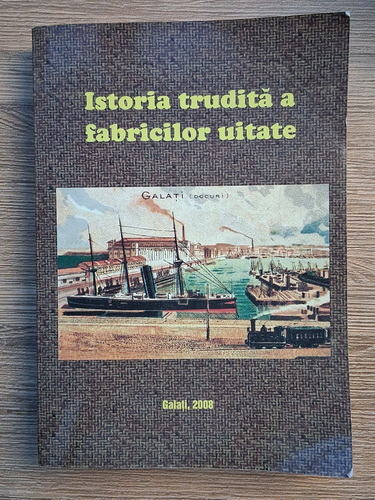 Istoria trudită a
fabricilor uitate
GALAȚI (DOCURI)
Galați, 2008